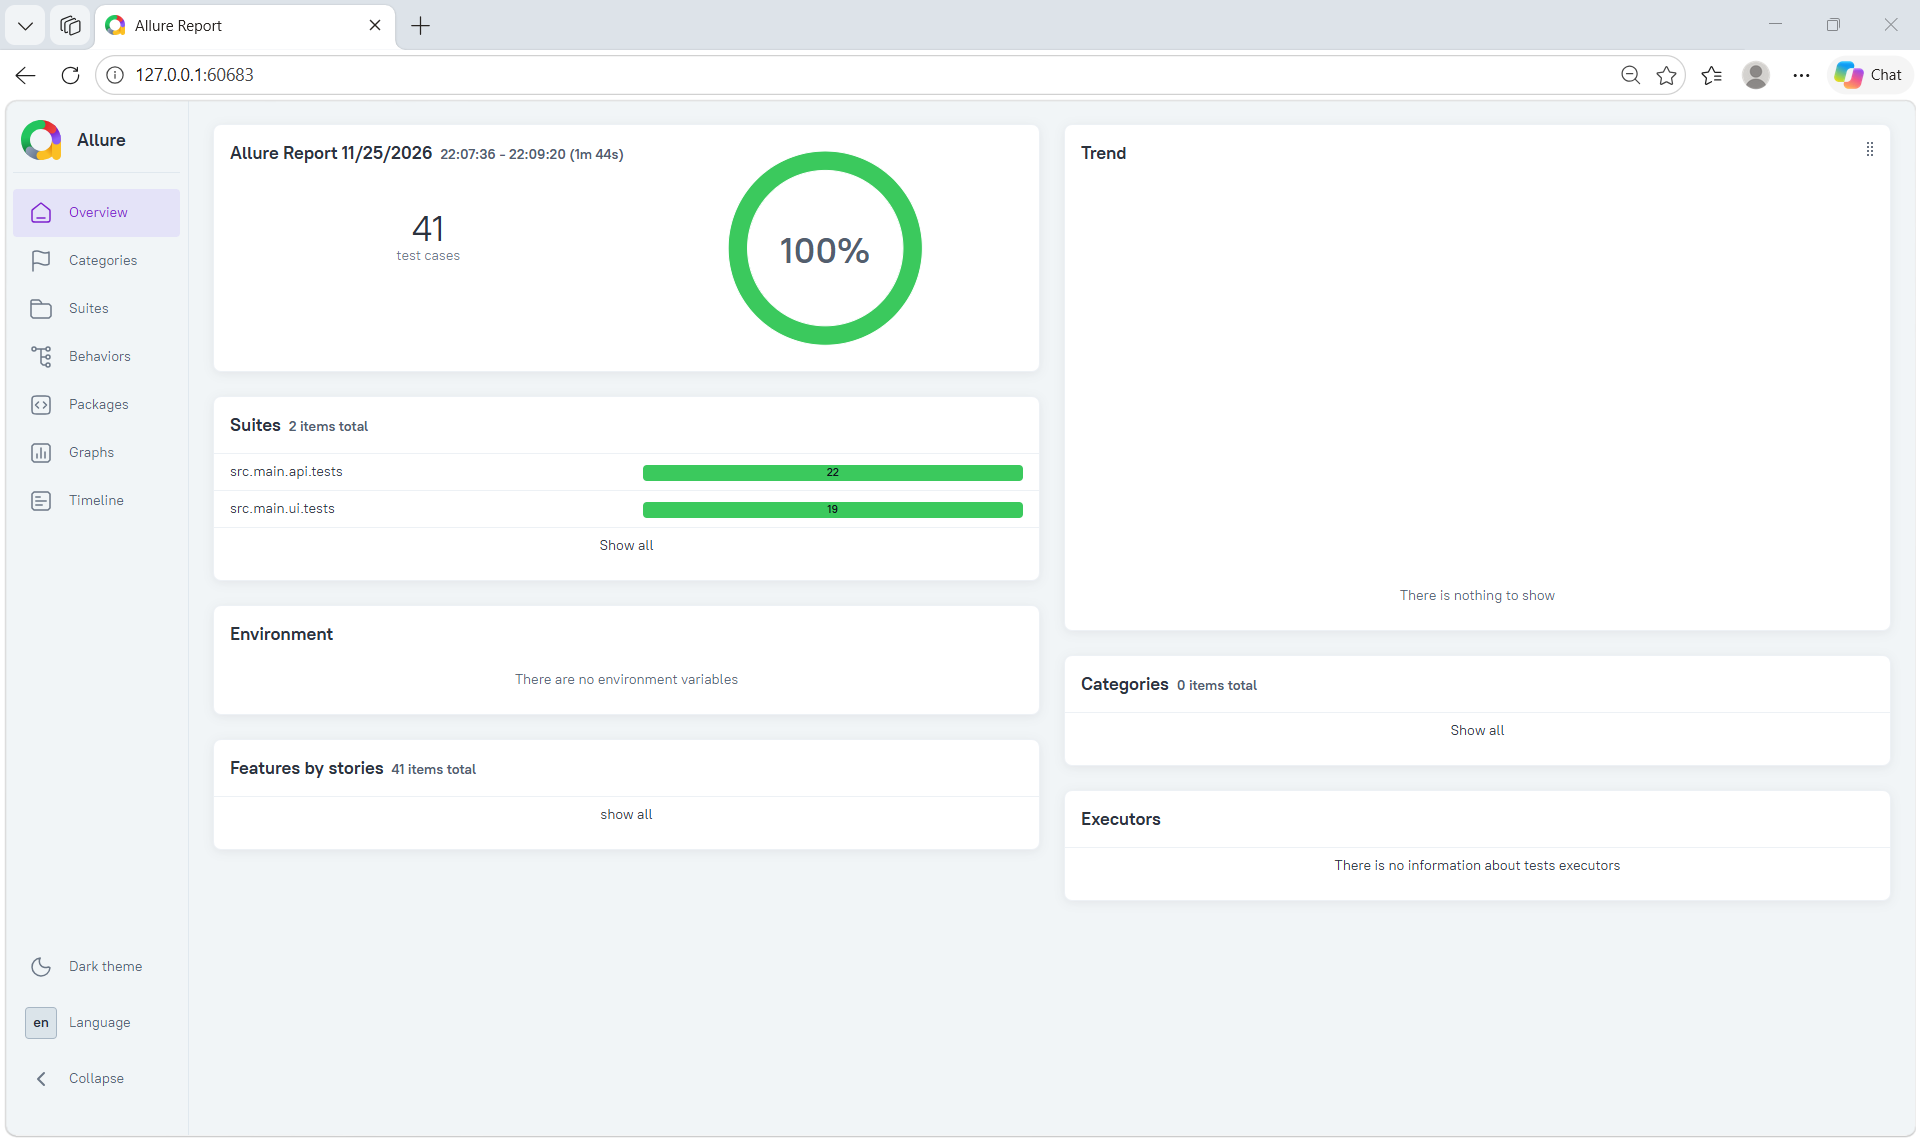 Allure Report
127.0.0.1:60683
Chat
Allure
Overview
Categories
Suites
Behaviors
Packages
Graphs
Timeline
Dark theme
en Language
Collapse
Allure Report 11/25/2026 22:07:36 - 22:09:20 (1m 44s)
41
test cases
100%
Suites 2 items total
src.main.api.tests 22
src.main.ui.tests 19
Show all
Environment
There are no environment variables
Features by stories 41 items total
show all
Trend
There is nothing to show
Categories 0 items total
Show all
Executors
There is no information about tests executors